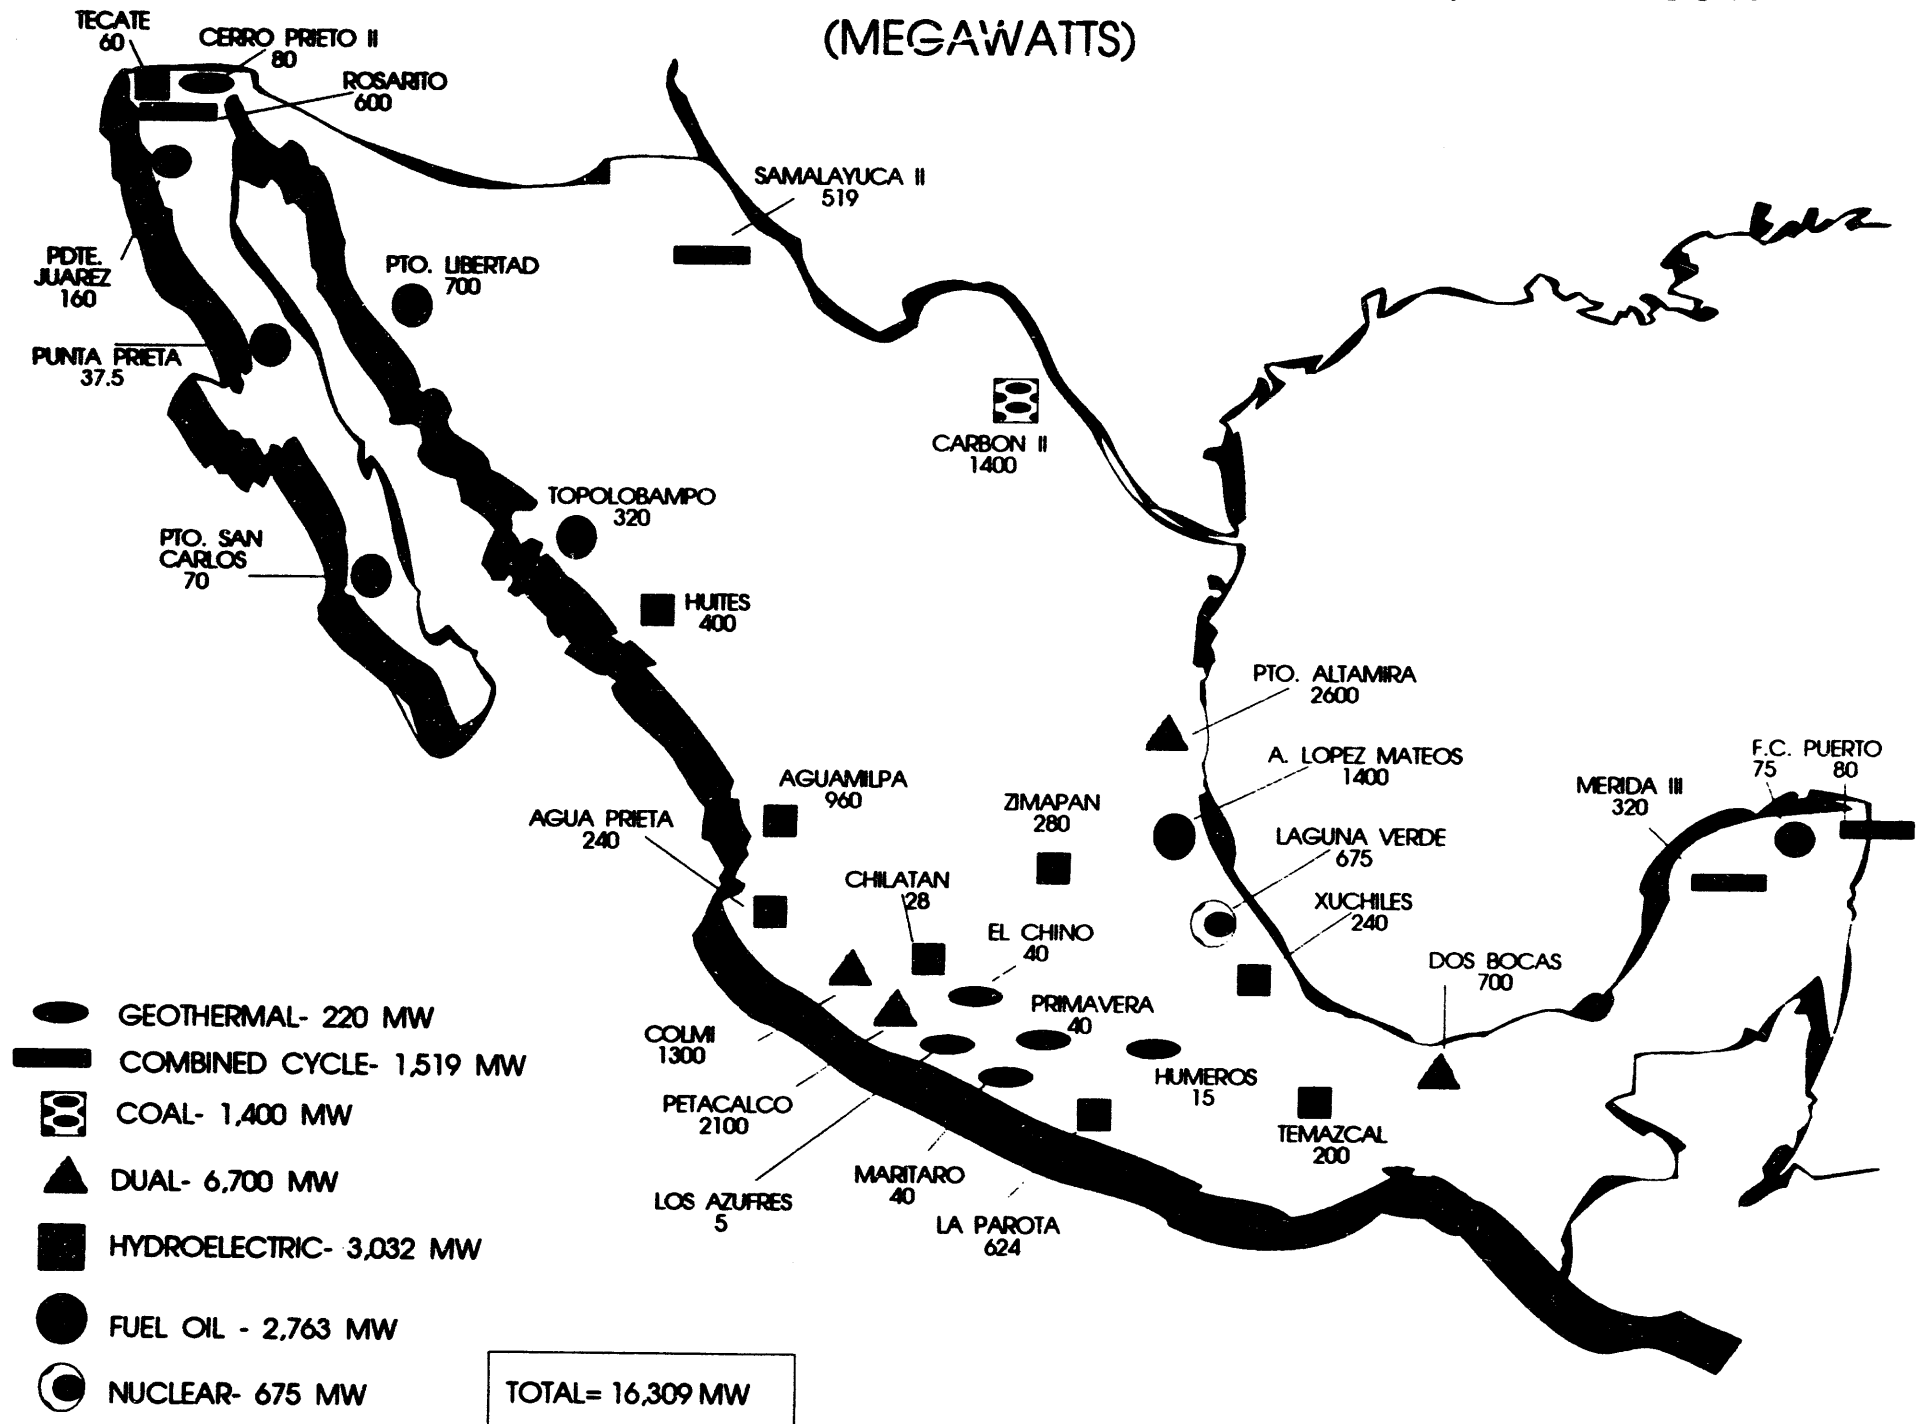 (MEGAWATTS)
TECATE
60
CERRO PRIETO II
80
ROSARITO
600
SAMALAYUCA II
519
PDTE.
JUAREZ
160
PTO. LIBERTAD
700
PUNTA PRIETA
37.5
CARBON II
1400
TOPOLOBAMPO
320
PTO. SAN
CARLOS
70
HUITES
400
PTO. ALTAMIRA
2600
A. LOPEZ MATEOS
1400
F.C. PUERTO
75 80
MERIDA III
320
AGUAMILPA
960
ZIMAPAN
280
AGUA PRIETA
240
LAGUNA VERDE
675
CHILATAN
28
XUCHILES
240
EL CHINO
40
DOS BOCAS
700
PRIMAVERA
40
COLMI
1300
HUMEROS
15
PETACALCO
2100
TEMAZCAL
200
MARITARO
40
LOS AZUFRES
5
LA PAROTA
624
GEOTHERMAL- 220 MW
COMBINED CYCLE- 1,519 MW
COAL- 1,400 MW
DUAL- 6,700 MW
HYDROELECTRIC- 3,032 MW
FUEL OIL - 2,763 MW
NUCLEAR- 675 MW
TOTAL= 16,309 MW